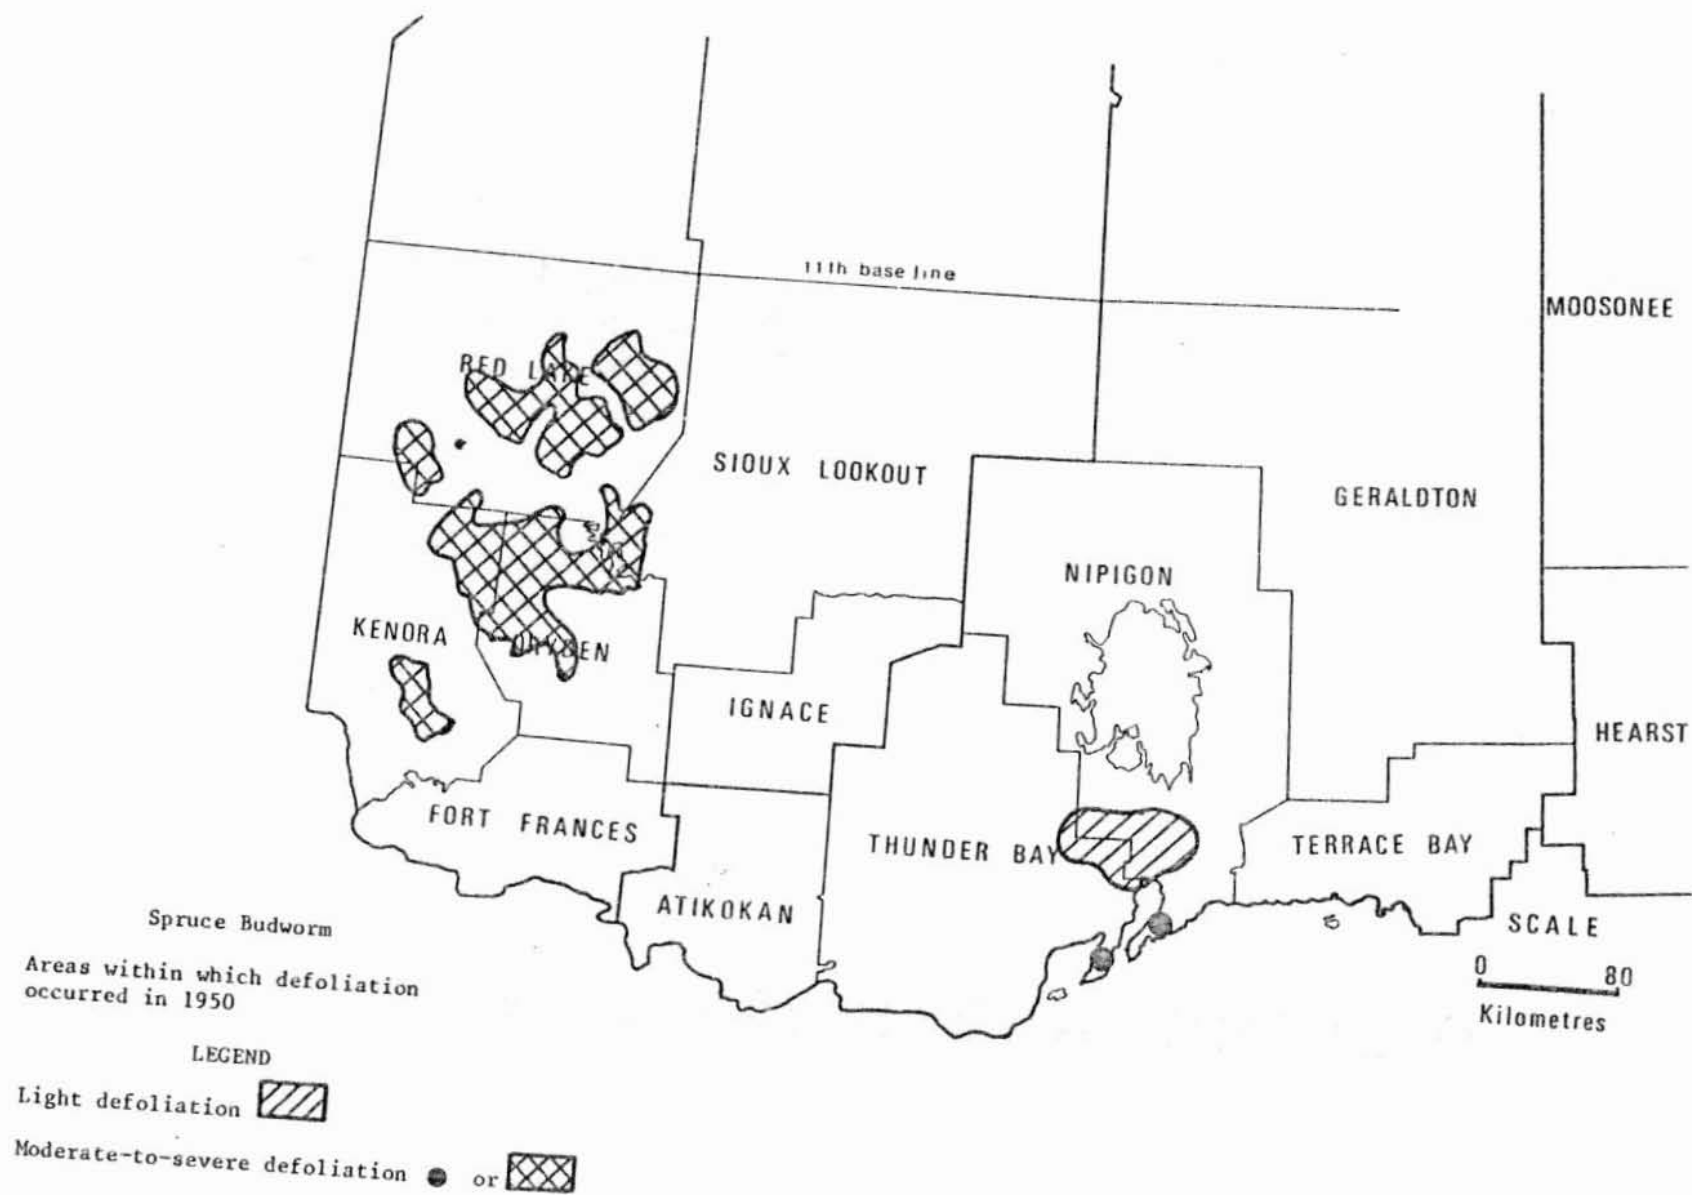 11th base line
MOOSONEE
RED LAKE
SIOUX LOOKOUT
GERALDTON
NIPIGON
KENORA
DRYDEN
IGNACE
HEARST
FORT FRANCES
THUNDER BAY
TERRACE BAY
ATIKOKAN
Spruce Budworm
Areas within which defoliation
occurred in 1950
LEGEND
Light defoliation
Moderate-to-severe defoliation or
SCALE
0 80
Kilometres